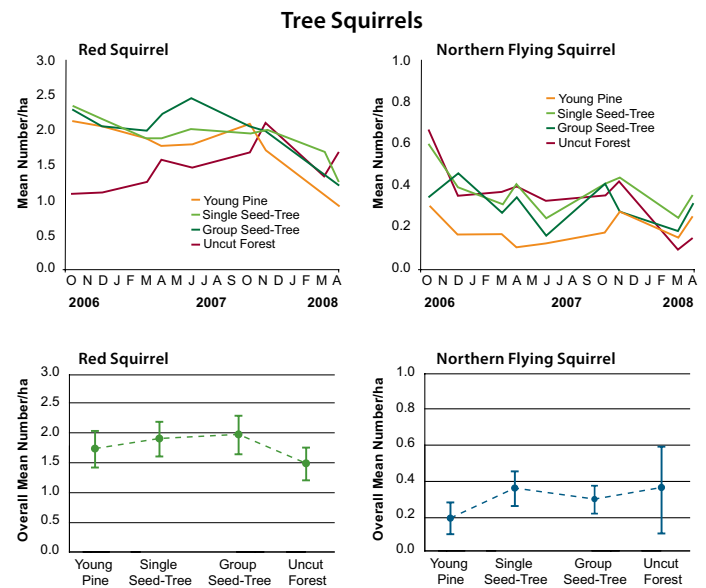 Tree Squirrels
Red Squirrel
3.0
2.5
2.0
1.5
1.0
0.5
0.0
Mean Number/ha
Young Pine
Single Seed-Tree
Group Seed-Tree
Uncut Forest
O N D J F M A M J J A S O N D J F M A
2006 2007 2008
Northern Flying Squirrel
1.0
0.8
0.6
0.4
0.2
0.0
Mean Number/ha
Young Pine
Single Seed-Tree
Group Seed-Tree
Uncut Forest
O N D J F M A M J J A S O N D J F M A
2006 2007 2008
Red Squirrel
3.0
2.5
2.0
1.5
1.0
0.5
0.0
Overall Mean Number/ha
Young Single Group Uncut
Pine Seed-Tree Seed-Tree Forest
Northern Flying Squirrel
1.0
0.8
0.6
0.4
0.2
0.0
Overall Mean Number/ha
Young Single Group Uncut
Pine Seed-Tree Seed-Tree Forest